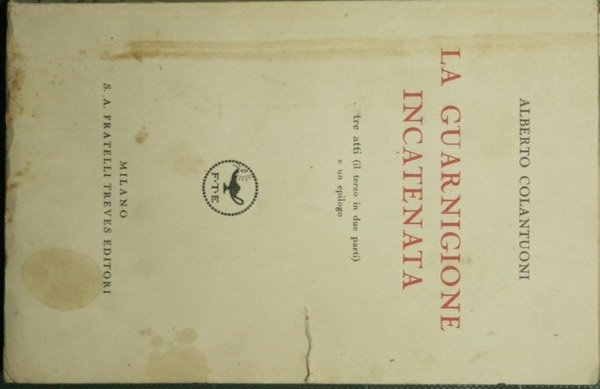 ALBERTO COLANTUONI
LA GUARNIGIONE
INCATENATA
tre atti (il terzo in due parti)
e un epilogo
F·T·E
MILANO
S. A. FRATELLI TREVES EDITORI